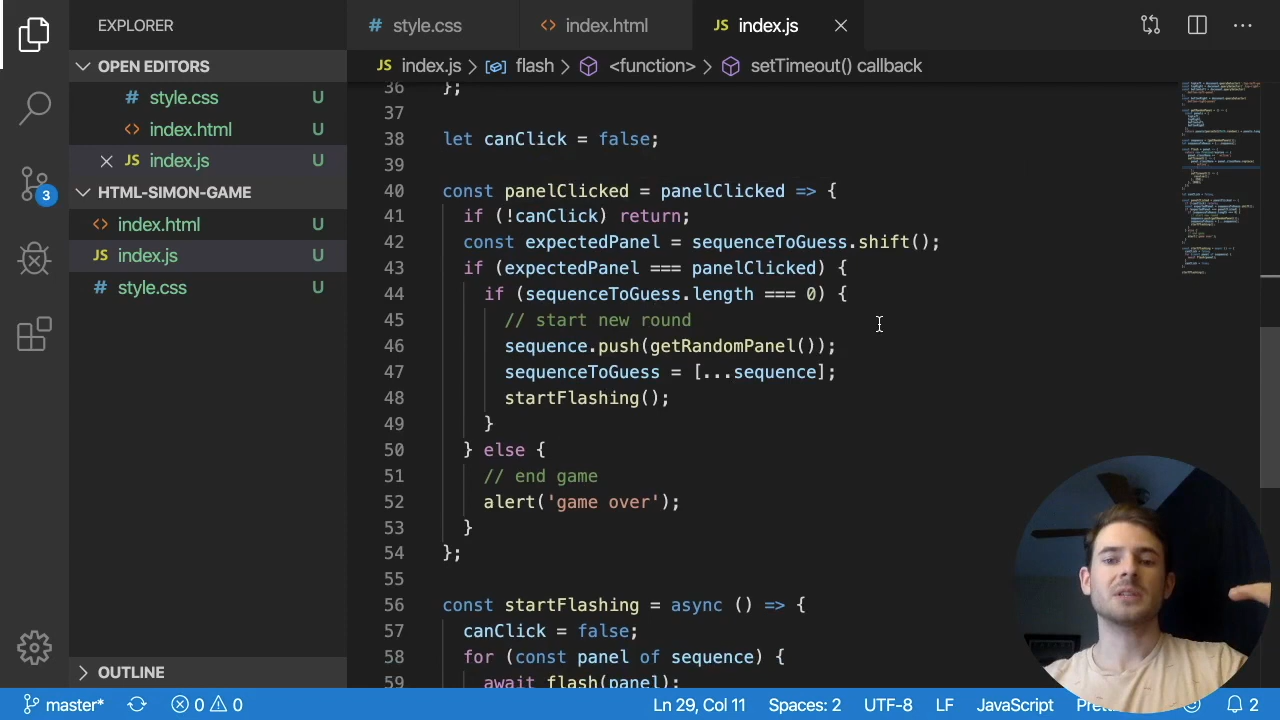 EXPLORER
OPEN EDITORS
# style.css U
<> index.html U
JS index.js U
HTML-SIMON-GAME
<> index.html U
JS index.js U
# style.css U
OUTLINE
3
# style.css
<> index.html
JS index.js
JS index.js > flash > <function> > setTimeout() callback
36 };
37
38 let canClick = false;
39
40 const panelClicked = panelClicked => {
41 if (!canClick) return;
42 const expectedPanel = sequenceToGuess.shift();
43 if (expectedPanel === panelClicked) {
44 if (sequenceToGuess.length === 0) {
45 // start new round
46 sequence.push(getRandomPanel());
47 sequenceToGuess = [...sequence];
48 startFlashing();
49 }
50 } else {
51 // end game
52 alert('game over');
53 }
54 };
55
56 const startFlashing = async () => {
57 canClick = false;
58 for (const panel of sequence) {
59 await flash(panel);
master* 0 0 Ln 29, Col 11 Spaces: 2 UTF-8 LF JavaScript 2